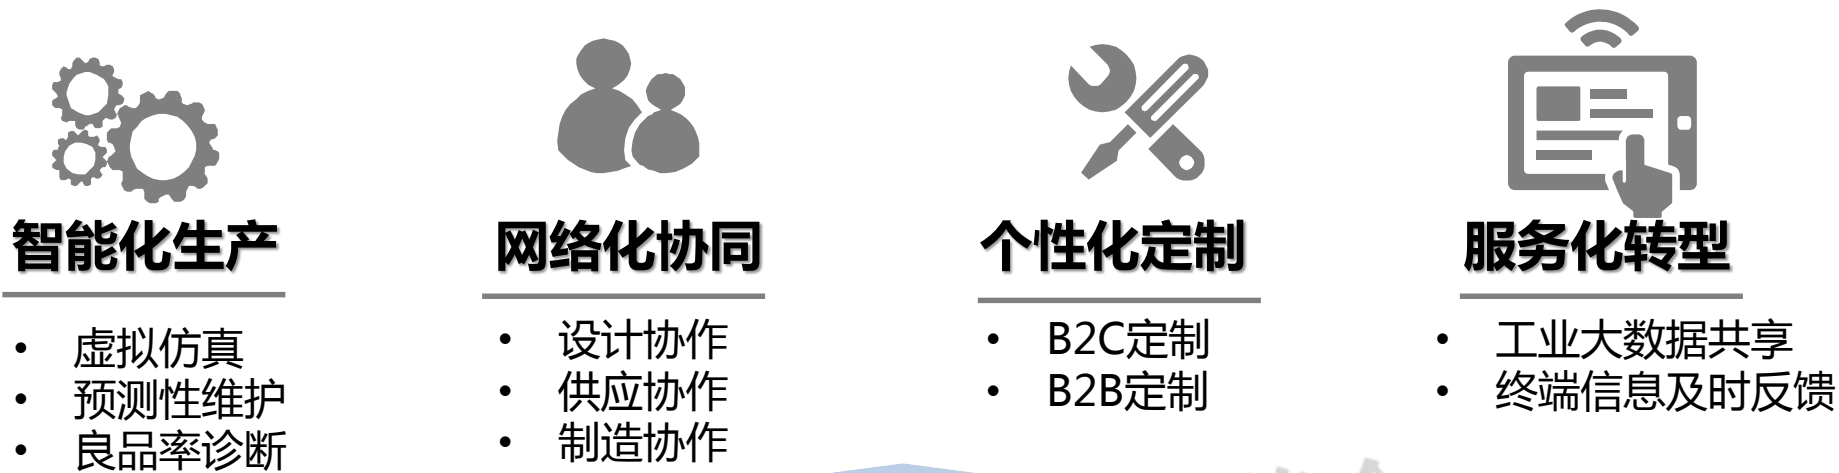 智能化生产
• 虚拟仿真
• 预测性维护
• 良品率诊断
网络化协同
• 设计协作
• 供应协作
• 制造协作
个性化定制
• B2C定制
• B2B定制
服务化转型
• 工业大数据共享
• 终端信息及时反馈